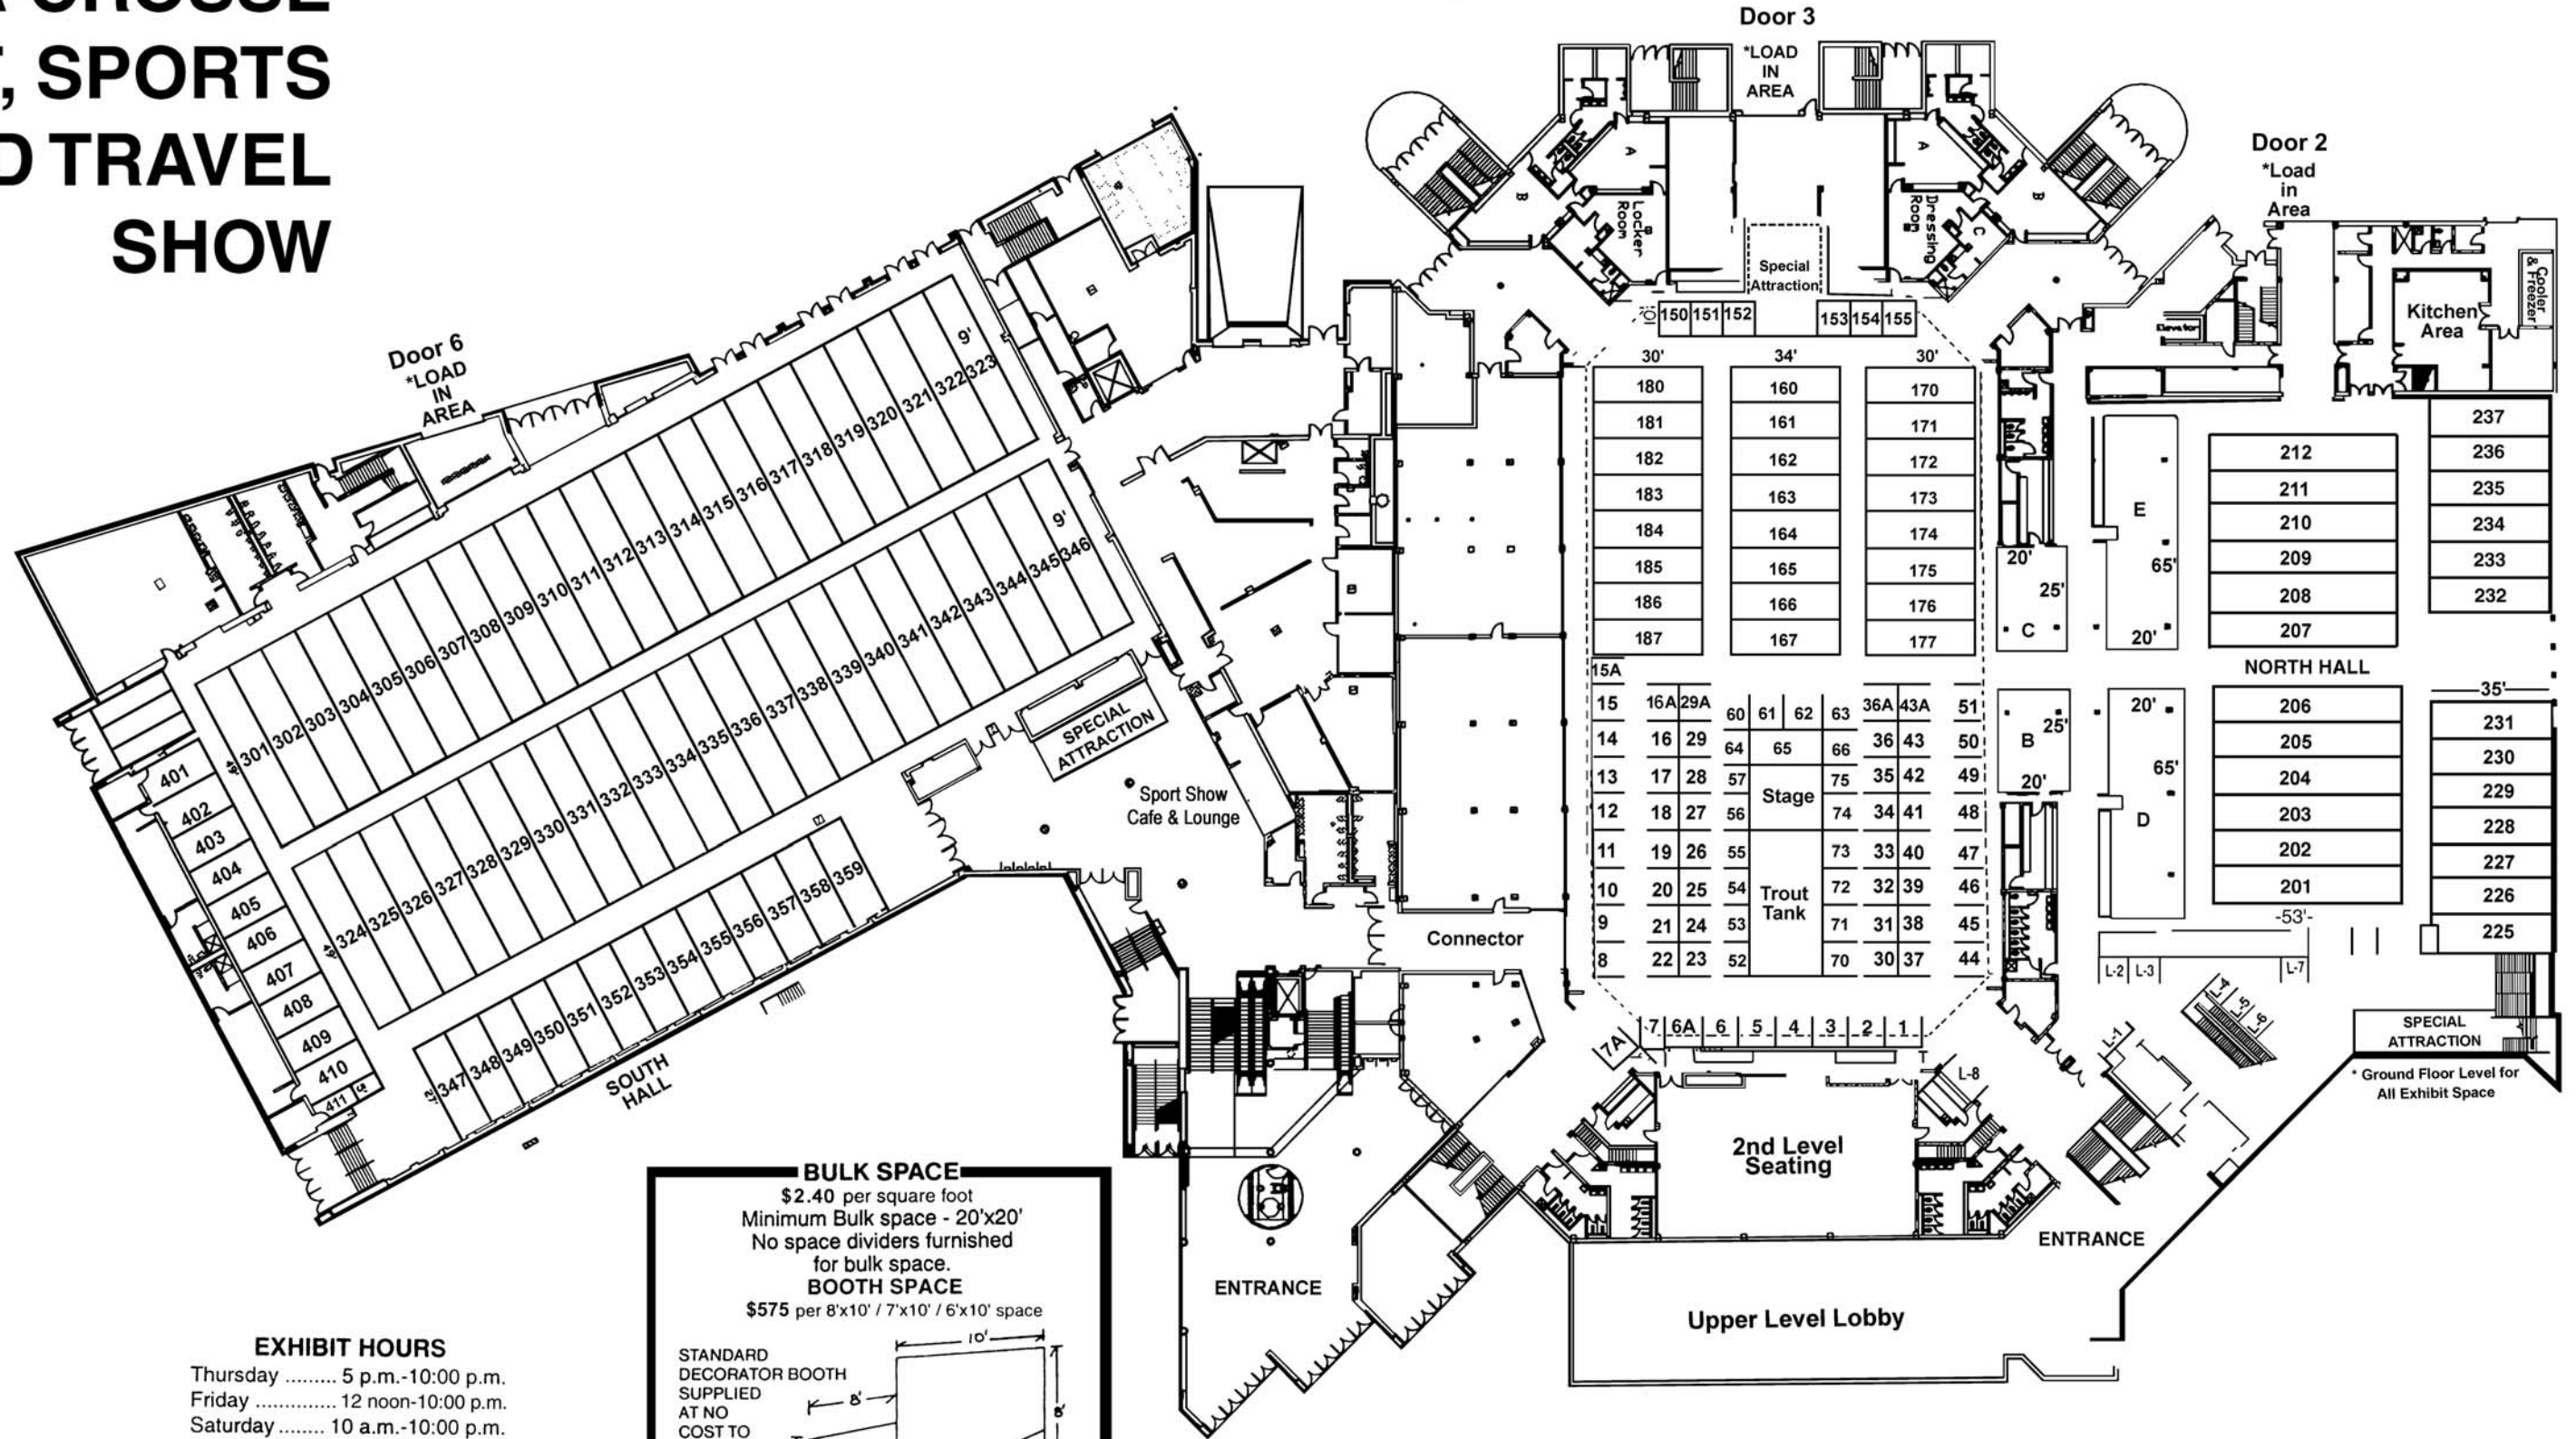 SPORTS
TRAVEL
SHOW
Door 6
*LOAD
IN
AREA
Door 3
*LOAD
IN
AREA
Door 2
*Load
in
Area
A
B
Locker
Room
A
B
C
Dressing
Room
Special
Attraction
Elevator
Kitchen
Area
Cooler
& Freezer
9'
301 302 303 304 305 306 307 308 309 310 311 312 313 314 315 316 317 318 319 320 321 322 323
49'
9'
324 325 326 327 328 329 330 331 332 333 334 335 336 337 338 339 340 341 342 343 344 345 346
49'
347 348 349 350 351 352 353 354 355 356 357 358 359
27'
401
402
403
404
405
406
407
408
409
410
411 5'
SOUTH
HALL
SPECIAL
ATTRACTION
Sport Show
Cafe & Lounge
Connector
10'
150 151 152
153 154 155
30' 34' 30'
180 160 170
181 161 171
182 162 172
183 163 173
184 164 174
185 165 175
186 166 176
187 167 177
15A
15 16A 29A 60 61 62 63 36A 43A 51
14 16 29 64 65 66 36 43 50
13 17 28 57 75 35 42 49
Stage
12 18 27 56 74 34 41 48
11 19 26 55 73 33 40 47
10 20 25 54 72 32 39 46
Trout
Tank
9 21 24 53 71 31 38 45
8 22 23 52 70 30 37 44
7A 7 6A 6 5 4 3 2 1
20'
25'
C
E
65'
20'
B
25'
20'
20'
65'
D
212
211
210
209
208
207
237
236
235
234
233
232
NORTH HALL
206
205
204
203
202
201
-53'-
35'
231
230
229
228
227
226
225
L-2 L-3 L-7
L-4
L-5
L-6
L-1
L-8
SPECIAL
ATTRACTION
* Ground Floor Level for
All Exhibit Space
2nd Level
Seating
ENTRANCE
ENTRANCE
Upper Level Lobby
BULK SPACE
$2.40 per square foot
Minimum Bulk space - 20'x20'
No space dividers furnished
for bulk space.
BOOTH SPACE
$575 per 8'x10' / 7'x10' / 6'x10' space
10'
STANDARD
DECORATOR BOOTH
SUPPLIED
AT NO
COST TO
8'
8'
EXHIBIT HOURS
Thursday ......... 5 p.m.-10:00 p.m.
Friday .............. 12 noon-10:00 p.m.
Saturday ........ 10 a.m.-10:00 p.m.